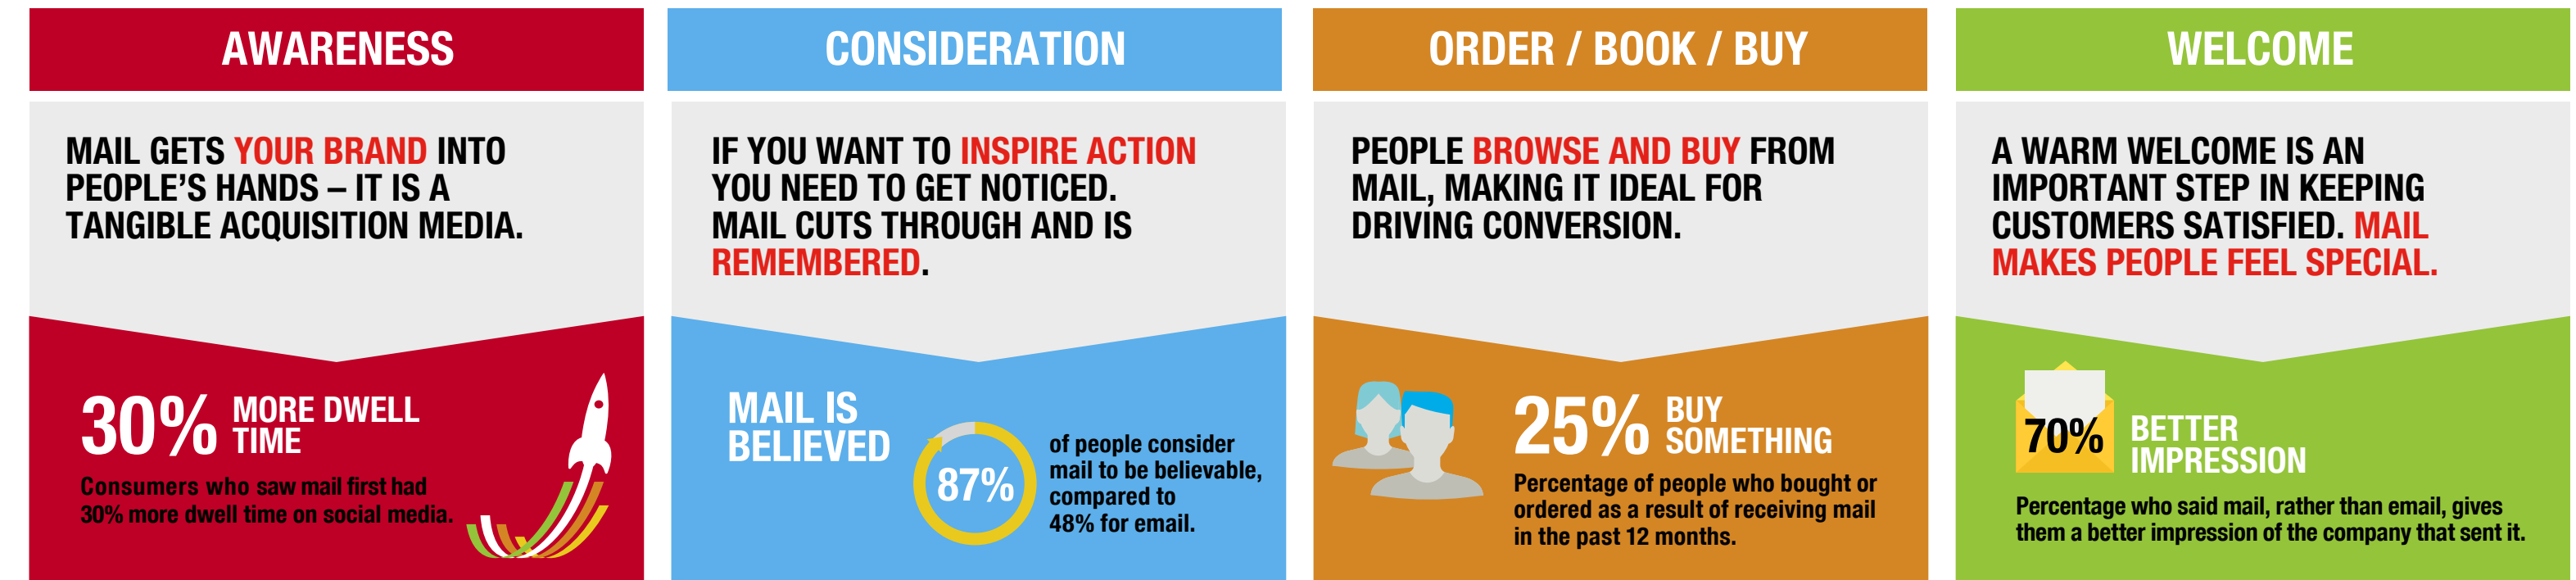 AWARENESS
MAIL GETS YOUR BRAND INTO
PEOPLE'S HANDS – IT IS A
TANGIBLE ACQUISITION MEDIA.
30% MORE DWELL
TIME
Consumers who saw mail first had
30% more dwell time on social media.
CONSIDERATION
IF YOU WANT TO INSPIRE ACTION
YOU NEED TO GET NOTICED.
MAIL CUTS THROUGH AND IS
REMEMBERED.
MAIL IS
BELIEVED
87%
of people consider
mail to be believable,
compared to
48% for email.
ORDER / BOOK / BUY
PEOPLE BROWSE AND BUY FROM
MAIL, MAKING IT IDEAL FOR
DRIVING CONVERSION.
25% BUY
SOMETHING
Percentage of people who bought or
ordered as a result of receiving mail
in the past 12 months.
WELCOME
A WARM WELCOME IS AN
IMPORTANT STEP IN KEEPING
CUSTOMERS SATISFIED. MAIL
MAKES PEOPLE FEEL SPECIAL.
70% BETTER
IMPRESSION
Percentage who said mail, rather than email, gives
them a better impression of the company that sent it.